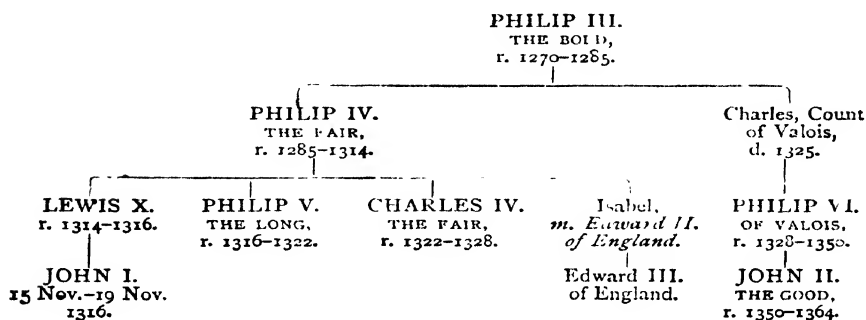 PHILIP III.
THE BOLD,
r. 1270–1285.
PHILIP IV.
THE FAIR,
r. 1285–1314.
Charles, Count
of Valois,
d. 1325.
LEWIS X.
r. 1314–1316.
PHILIP V.
THE LONG,
r. 1316–1322.
CHARLES IV.
THE FAIR,
r. 1322–1328.
Isabel,
m. Edward II.
of England.
PHILIP VI.
OF VALOIS,
r. 1328–1350.
JOHN I.
15 Nov.–19 Nov.
1316.
Edward III.
of England.
JOHN II.
THE GOOD,
r. 1350–1364.